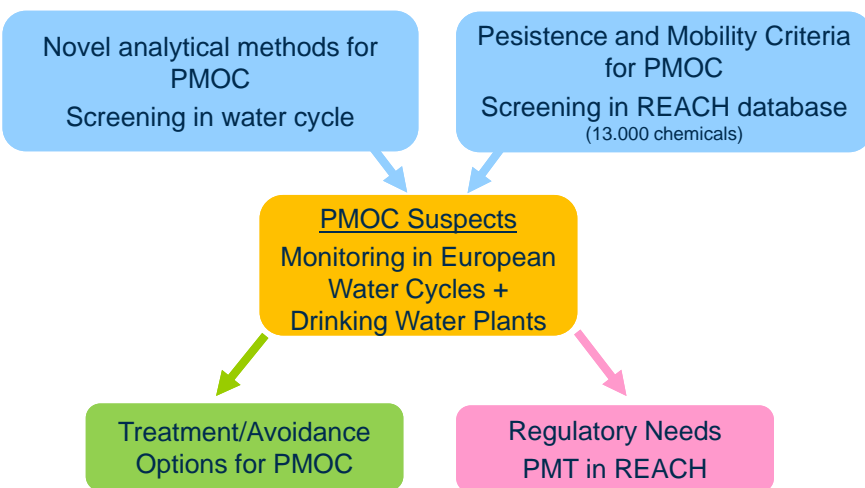 Novel analytical methods for
PMOC
Screening in water cycle
Pesistence and Mobility Criteria
for PMOC
Screening in REACH database
(13.000 chemicals)
PMOC Suspects
Monitoring in European
Water Cycles +
Drinking Water Plants
Treatment/Avoidance
Options for PMOC
Regulatory Needs
PMT in REACH